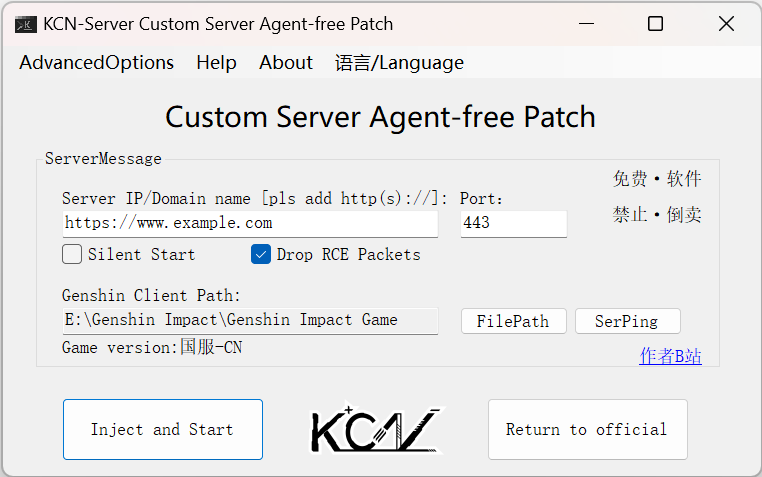 KCN-Server Custom Server Agent-free Patch
AdvancedOptions Help About 语言/Language
Custom Server Agent-free Patch
ServerMessage
免费·软件
Server IP/Domain name [pls add http(s)://]: Port:
禁止·倒卖
https://www.example.com 443
Silent Start Drop RCE Packets
Genshin Client Path:
E:\Genshin Impact\Genshin Impact Game FilePath SerPing
Game version:国服-CN
作者B站
Inject and Start KCN Return to official